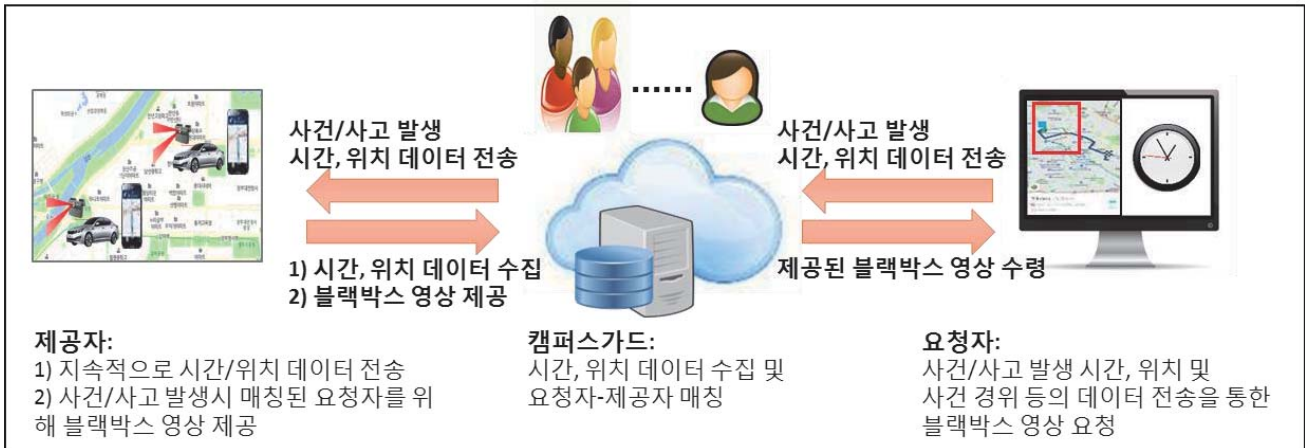 사건/사고 발생
시간, 위치 데이터 전송
1) 시간, 위치 데이터 수집
2) 블랙박스 영상 제공
사건/사고 발생
시간, 위치 데이터 전송
제공된 블랙박스 영상 수령
제공자:
1) 지속적으로 시간/위치 데이터 전송
2) 사건/사고 발생시 매칭된 요청자를 위
해 블랙박스 영상 제공
캠퍼스가드:
시간, 위치 데이터 수집 및
요청자-제공자 매칭
요청자:
사건/사고 발생 시간, 위치 및
사건 경위 등의 데이터 전송을 통한
블랙박스 영상 요청